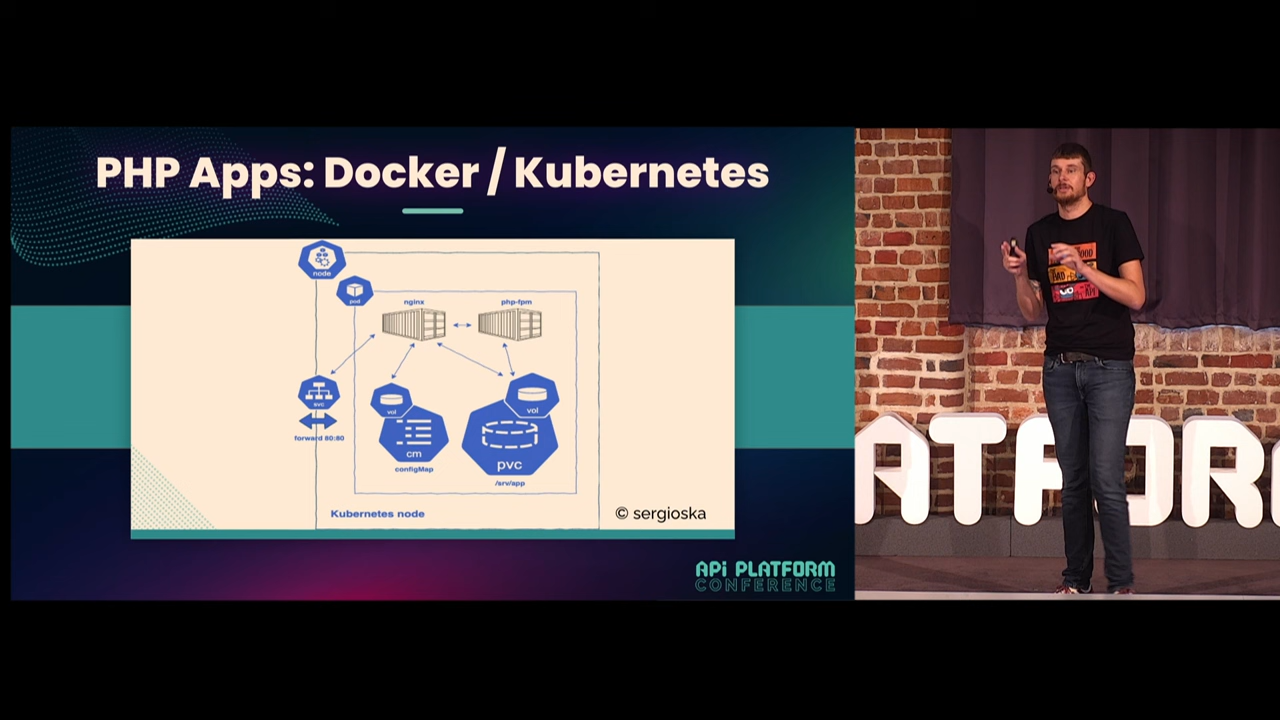 PHP Apps: Docker / Kubernetes
node
pod
nginx
php-fpm
svc
forward 80:80
vol
cm
configMap
vol
pvc
/srv/app
Kubernetes node
© sergioska
APi PLATFORM
CONFERENCE
ATFOR